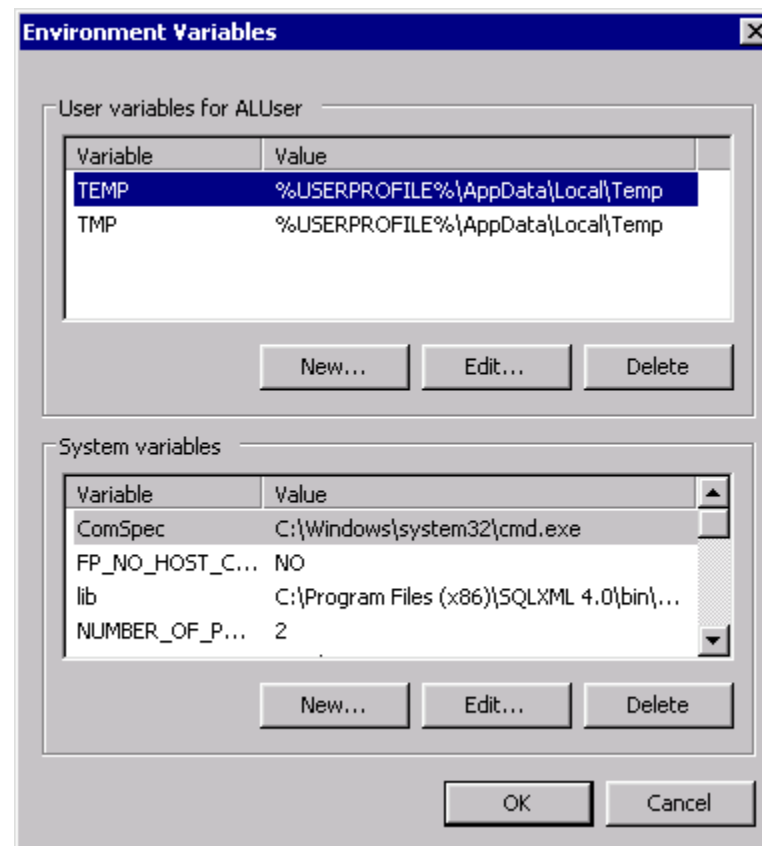 Environment Variables
User variables for ALUser
Variable Value
TEMP %USERPROFILE%\AppData\Local\Temp
TMP %USERPROFILE%\AppData\Local\Temp
New... Edit... Delete
System variables
Variable Value
ComSpec C:\Windows\system32\cmd.exe
FP_NO_HOST_C... NO
lib C:\Program Files (x86)\SQLXML 4.0\bin\...
NUMBER_OF_P... 2
New... Edit... Delete
OK Cancel